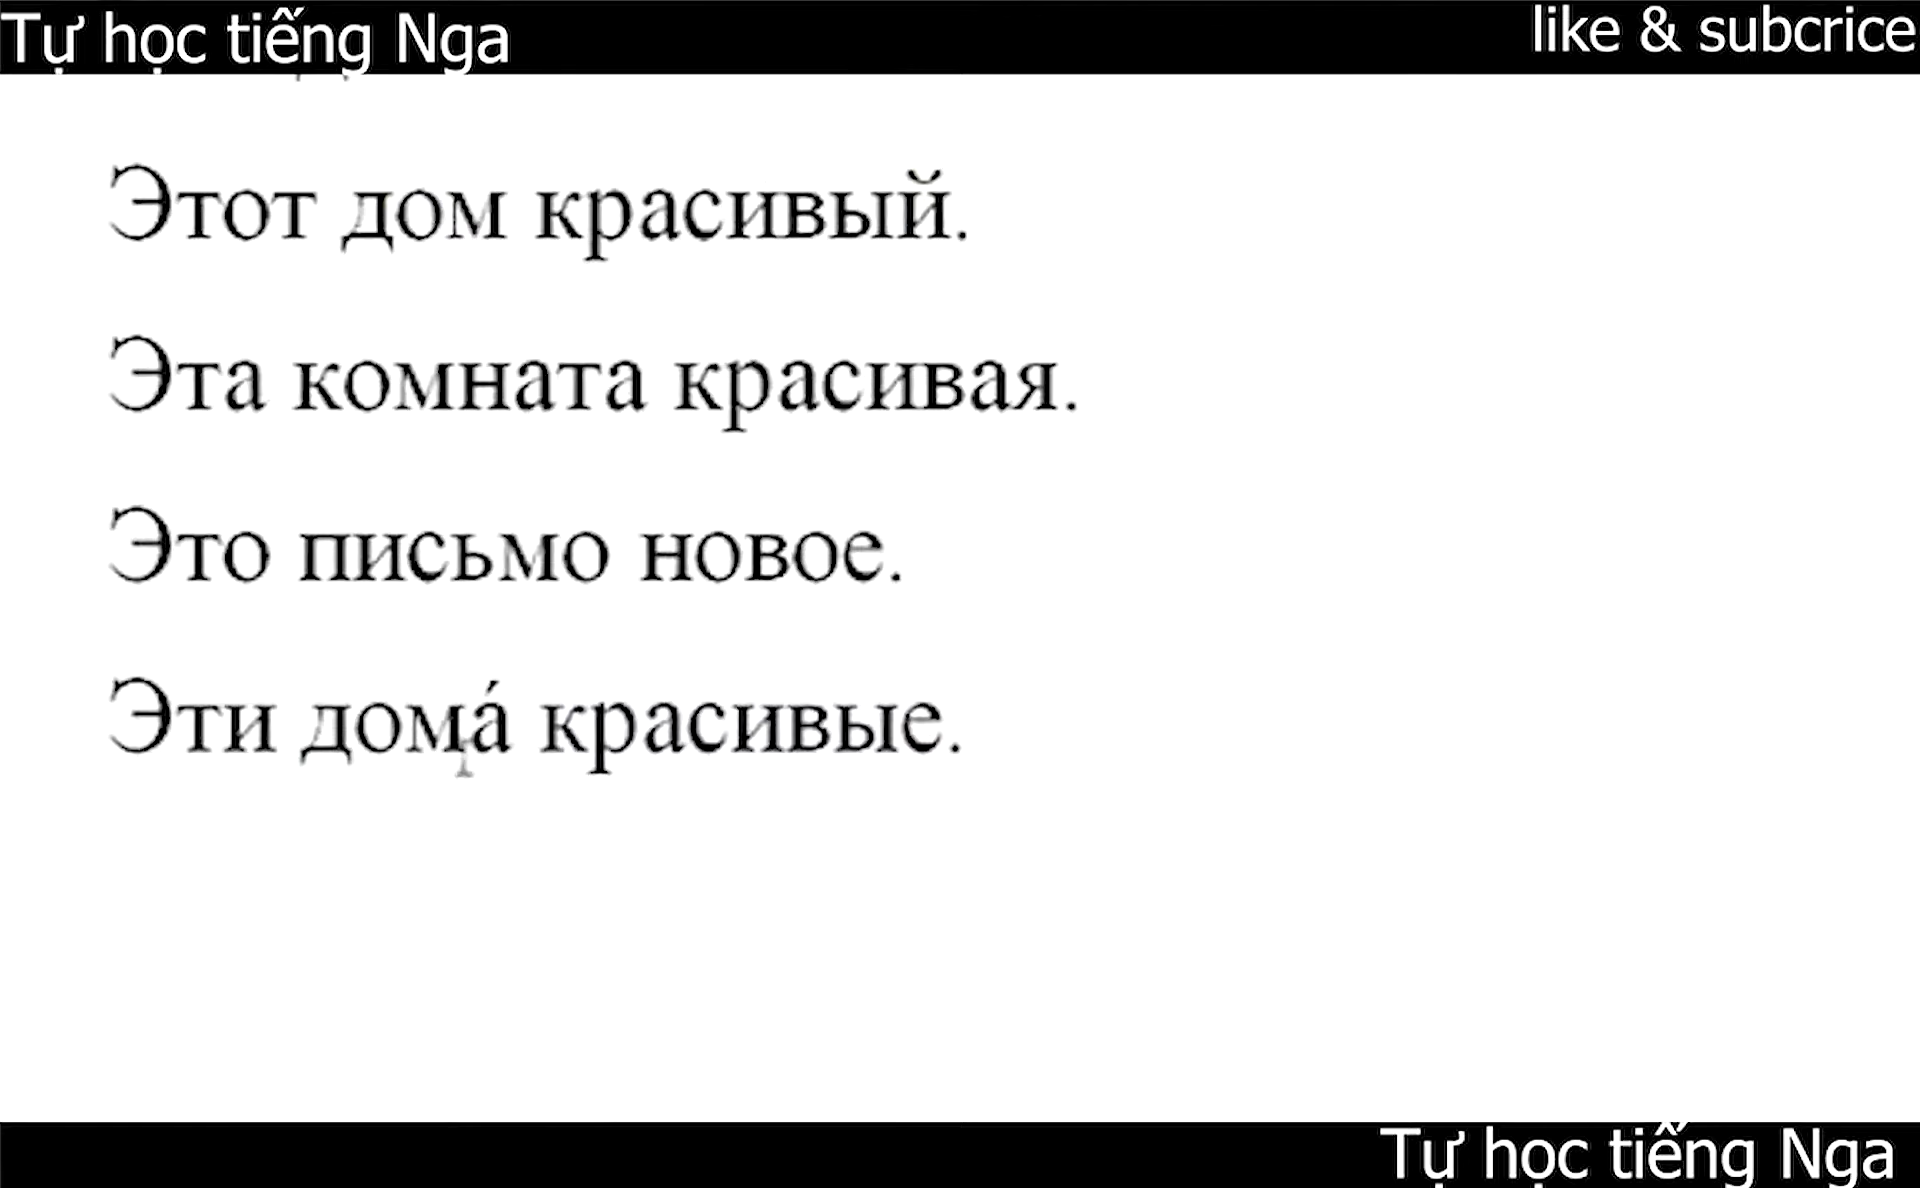 Tự học tiếng Nga
like & subcrice
Этот дом красивый.
Эта комната красивая.
Это письмо новое.
Эти дома́ красивые.
Tự học tiếng Nga